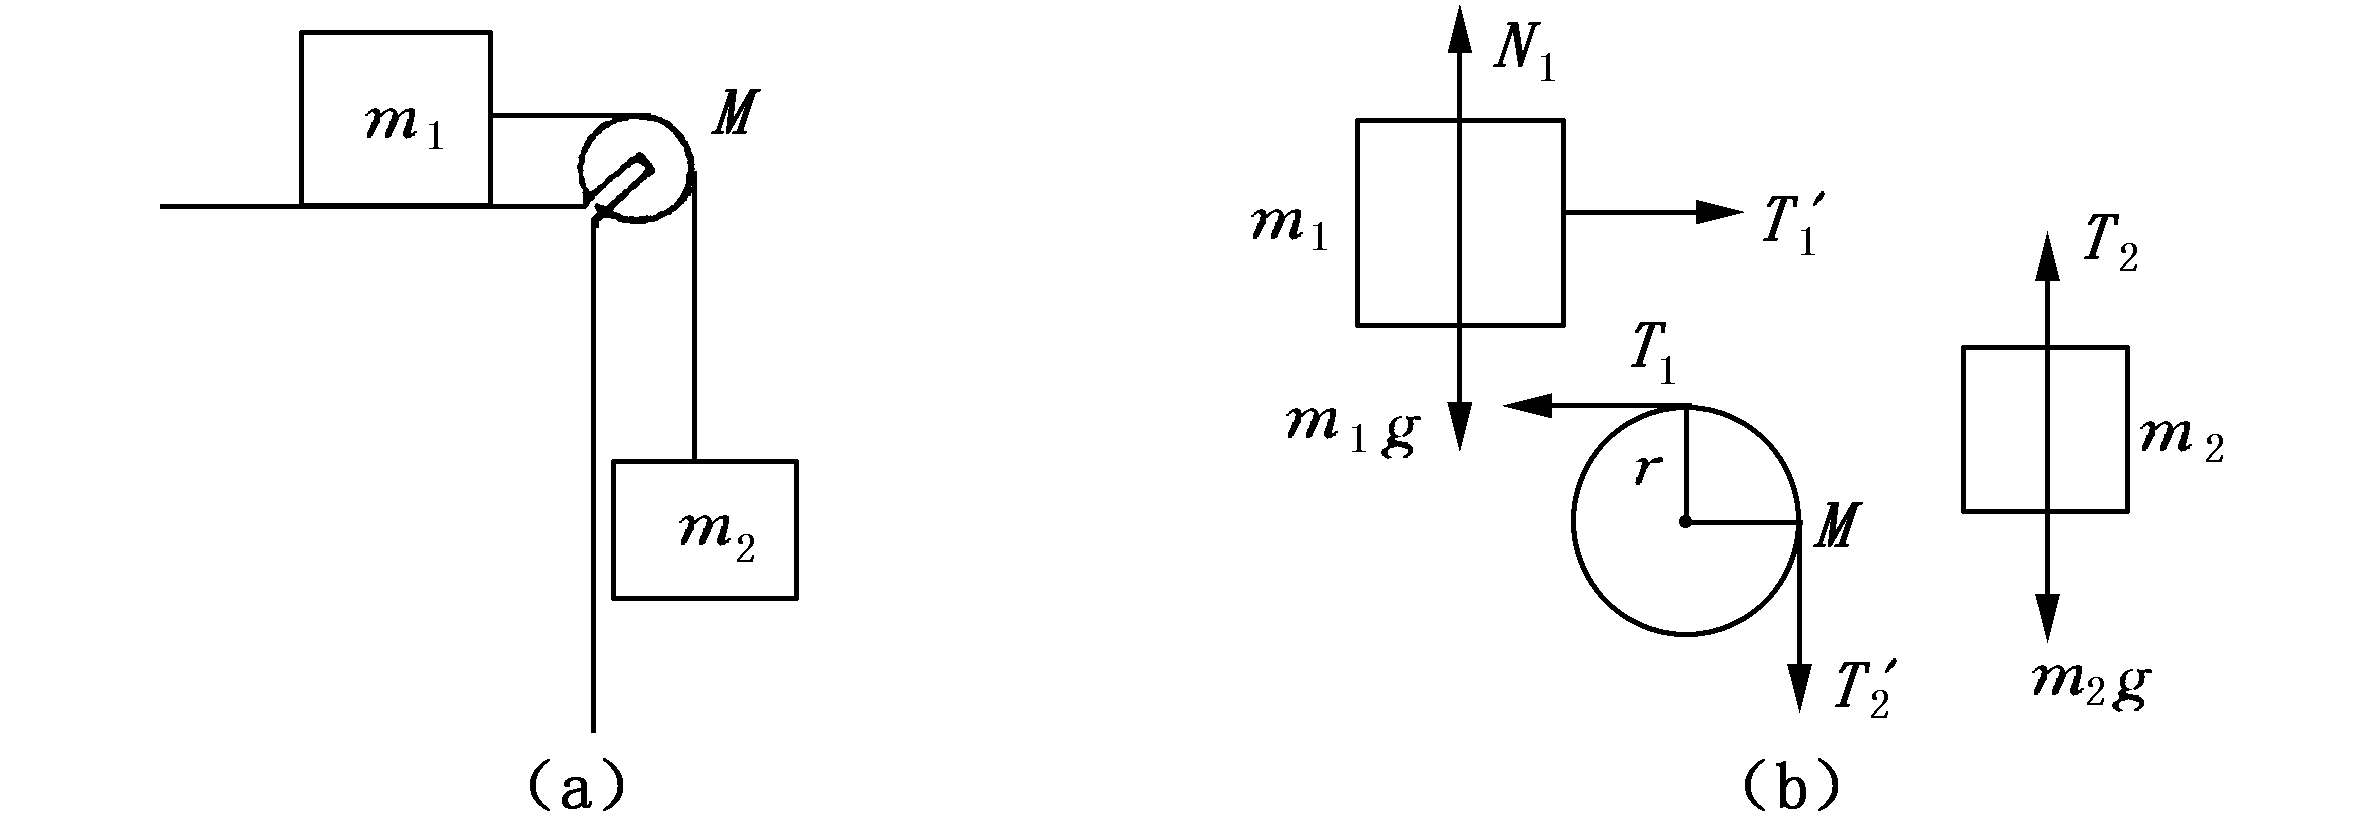 m₁
M
m₂
(a)
N₁
m₁
T₁′
m₁g
T₁
r
M
T₂′
T₂
m₂
m₂g
(b)